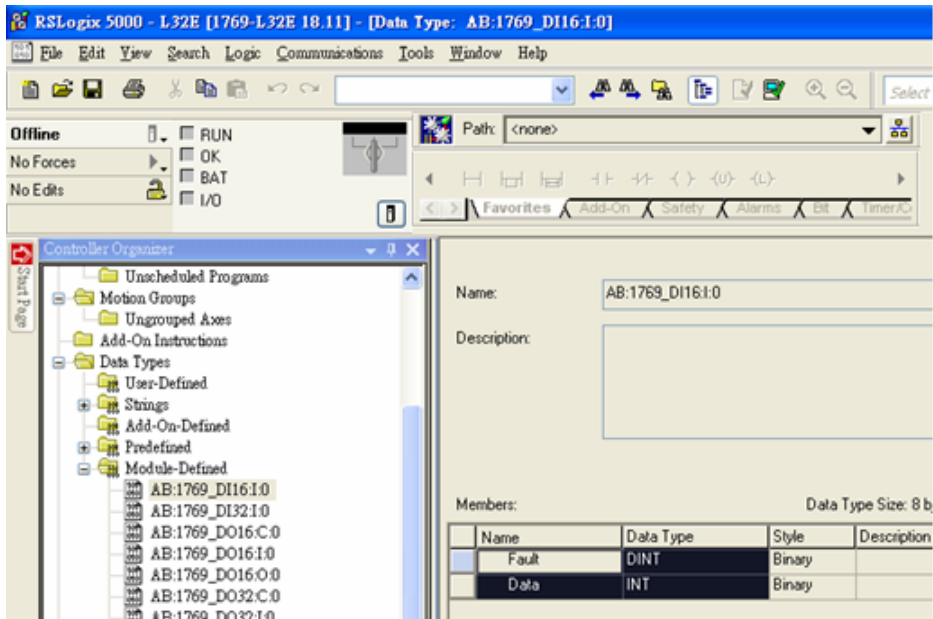 RSLogix 5000 - L32E [1769-L32E 18.11] - [Data Type: AB:1769_DI16:I:0]
File Edit View Search Logic Communications Tools Window Help
Select
Offline
RUN
No Forces
OK
No Edits
BAT
I/O
Path: <none>
Favorites Add-On Safety Alarms Bit Timer/C
Start Page
Controller Organizer
Unscheduled Programs
Motion Groups
Ungrouped Axes
Add-On Instructions
Data Types
User-Defined
Strings
Add-On-Defined
Predefined
Module-Defined
AB:1769_DI16:I:0
AB:1769_DI32:I:0
AB:1769_DO16:C:0
AB:1769_DO16:I:0
AB:1769_DO16:O:0
AB:1769_DO32:C:0
AB:1769_DO32:I:0
Name: AB:1769_DI16:I:0
Description:
Members: Data Type Size: 8 b
Name Data Type Style Description
Fault DINT Binary
Data INT Binary